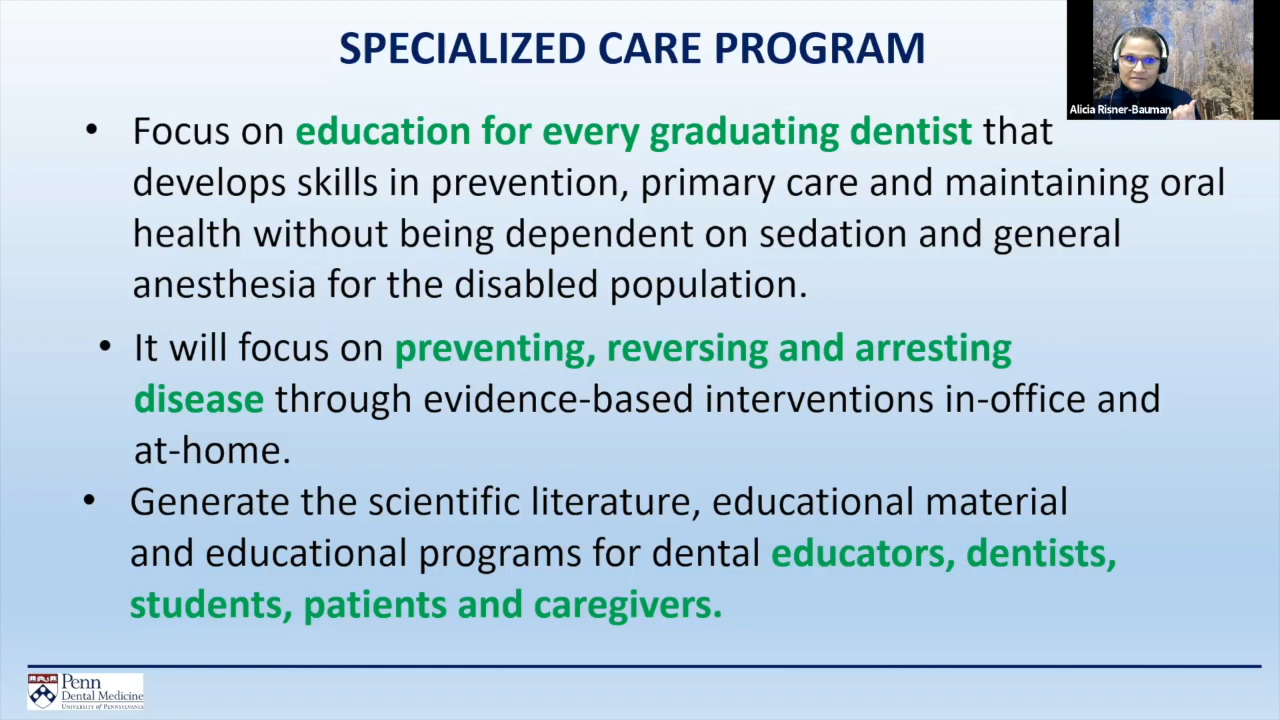 SPECIALIZED CARE PROGRAM
Alicia Risner-Bauman
• Focus on education for every graduating dentist that
develops skills in prevention, primary care and maintaining oral
health without being dependent on sedation and general
anesthesia for the disabled population.
• It will focus on preventing, reversing and arresting
disease through evidence-based interventions in-office and
at-home.
• Generate the scientific literature, educational material
and educational programs for dental educators, dentists,
students, patients and caregivers.
Penn
Dental Medicine
UNIVERSITY of PENNSYLVANIA